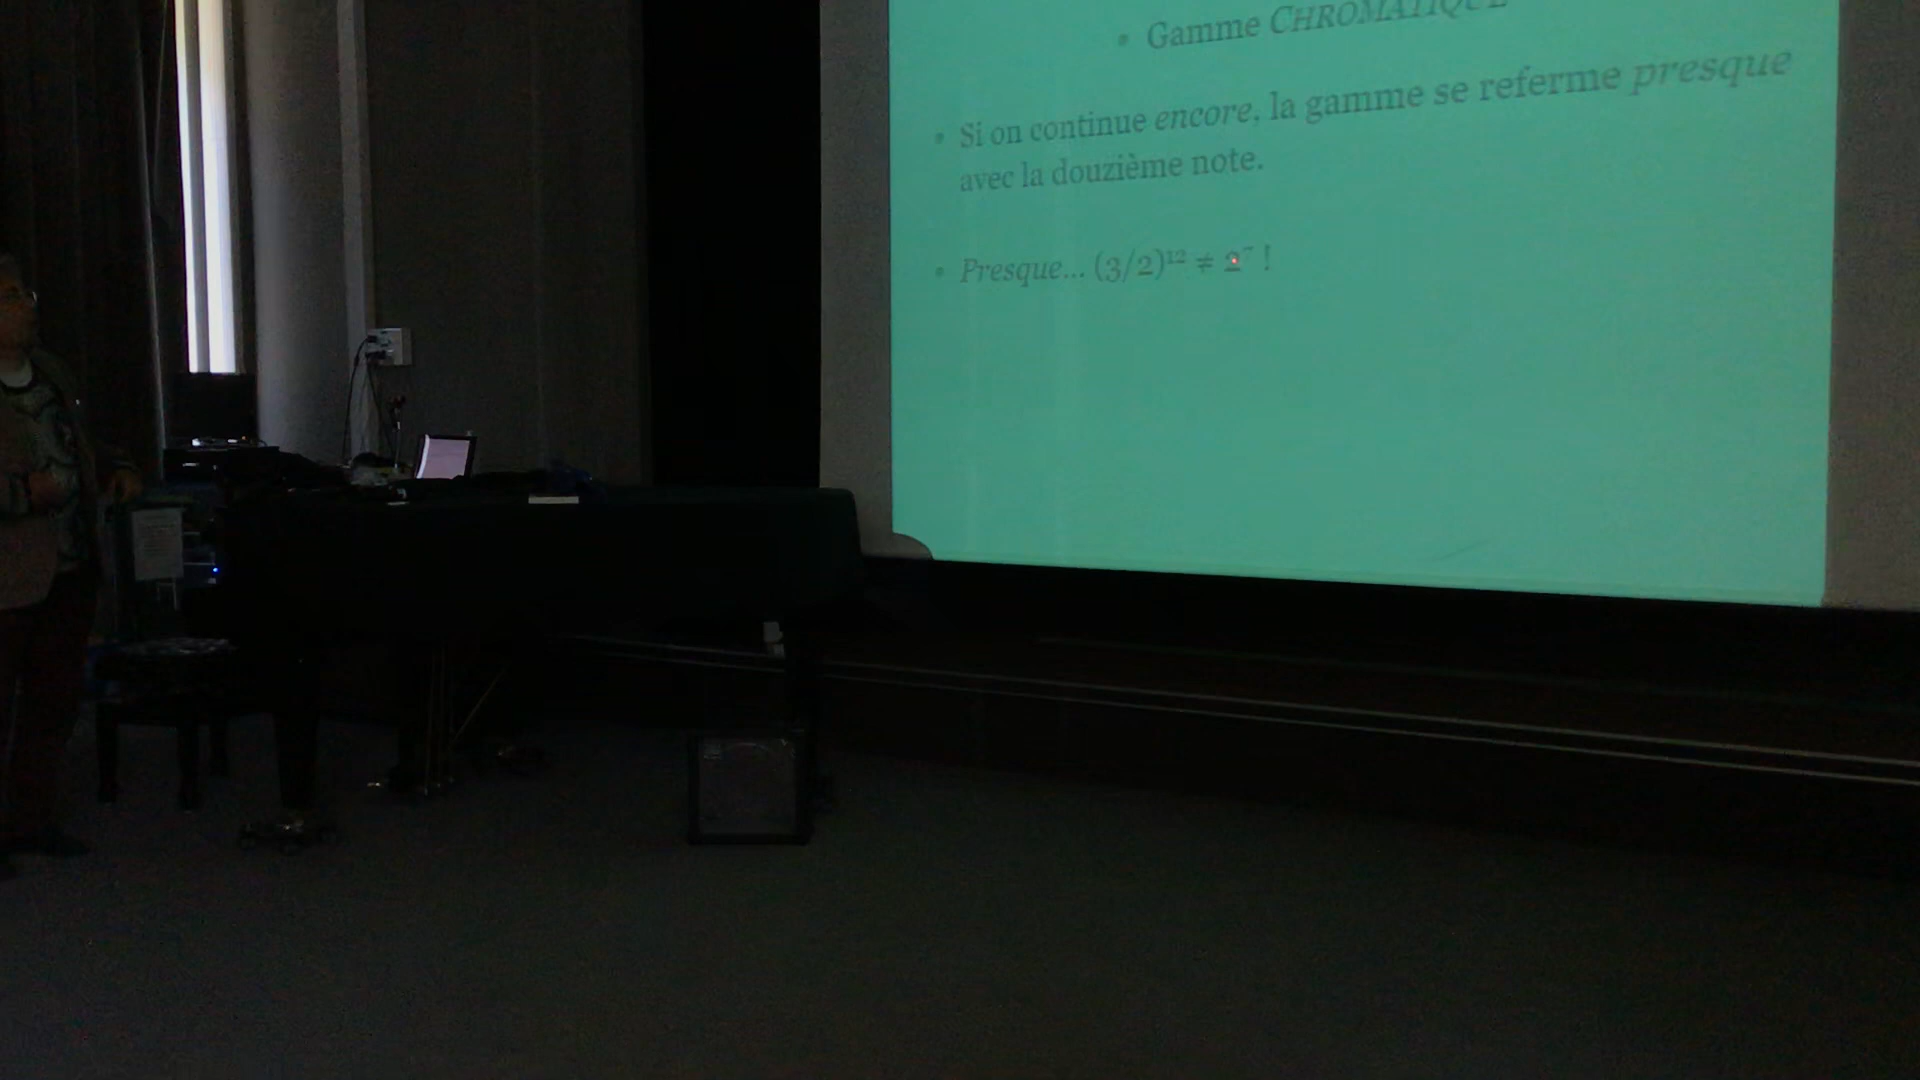 • Gamme CHROMATIQUE
• Si on continue encore, la gamme se referme presque
avec la douzième note.
• Presque... (3/2)¹² ≠ 2⁷ !